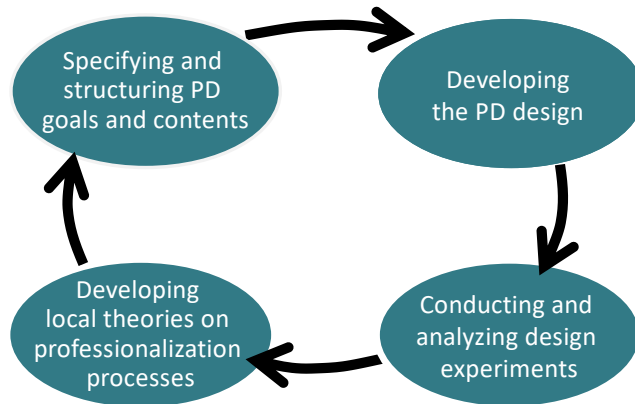 Specifying and
structuring PD
goals and contents
Developing
the PD design
Developing
local theories on
professionalization
processes
Conducting and
analyzing design
experiments